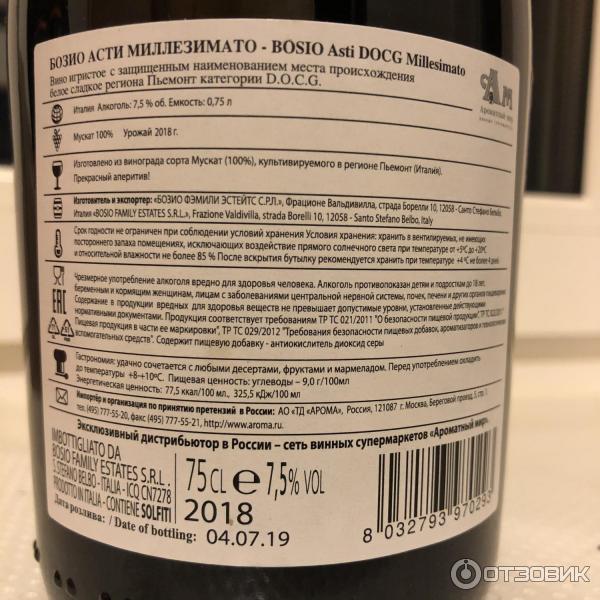 БОЗИО АСТИ МИЛЛЕЗИМАТО - BOSIO Asti DOCG Millesimato
Вино игристое с защищенным наименованием места происхождения
белое сладкое региона Пьемонт категории D.O.C.G.
АМ
Ароматный мир
Италия Алкоголь: 7,5 % об. Емкость: 0,75 л
Мускат 100% Урожай 2018 г.
Изготовлено из винограда сорта Мускат (100%), культивируемого в регионе Пьемонт (Италия).
Прекрасный аперитив!
Изготовитель и экспортер: «БОЗИО ФЭМИЛИ ЭСТЕЙТС С.Р.Л.», Фрационе Вальдивилла, страда Борелли 10, 12058 - Санто Стефано Бельбо,
Италия «BOSIO FAMILY ESTATES S.R.L.», Frazione Valdivilla, strada Borelli 10, 12058 - Santo Stefano Belbo, Italy
Срок годности не ограничен при соблюдении условий хранения Условия хранения: хранить в вентилируемых, не имеющих
постороннего запаха помещениях, исключающих воздействие прямого солнечного света при температуре от +5°C до +20°C
и относительной влажности не более 85 % После вскрытия бутылку рекомендуется хранить при температуре +4 °C не более 4 дней
Чрезмерное употребление алкоголя вредно для здоровья человека. Алкоголь противопоказан детям и подросткам до 18 лет,
беременным и кормящим женщинам, лицам с заболеваниями центральной нервной системы, почек, печени и других органов пищеварения
Содержание в продукции вредных для здоровья веществ не превышает допустимые уровни, установленные
нормативными документами. Продукция соответствует требованиям ТР ТС 021/2011 "О безопасности пищевой продукции", ТР ТС
Пищевая продукция в части ее маркировки", ТР ТС 029/2012 "Требования безопасности пищевых добавок, ароматизаторов и технологических
вспомогательных средств". Содержит пищевую добавку - антиокислитель диоксид серы
EAC
Гастрономия: удачно сочетается с любыми десертами, фруктами и мармеладом. Перед употреблением охладить
до температуры +8-+10°C. Пищевая ценность: углеводы – 9,0 г/100мл
Энергетическая ценность: 77,5 ккал/100 мл, 325,5 кДж/100 мл
Импортёр и организация по принятию претензий в России: АО «ТД «АРОМА», Россия, 121087 г. Москва, Береговой проезд, 3, стр. 1,
тел. (495) 777-55-20, факс (495) 777-55-21, http://www.aroma.ru.
Эксклюзивный дистрибьютор в России – сеть винных супермаркетов «Ароматный мир».
IMBOTTIGLIATO DA
BOSIO FAMILY ESTATES S.R.L.
S. STEFANO BELBO - ITALIA - ICQ CN7278
PRODOTTO IN ITALIA - CONTIENE SOLFITI
75CL e 7,5% VOL
2018
Дата розлива: / Date of bottling: 04.07.19
8 032793 970293
ОТЗОВИК